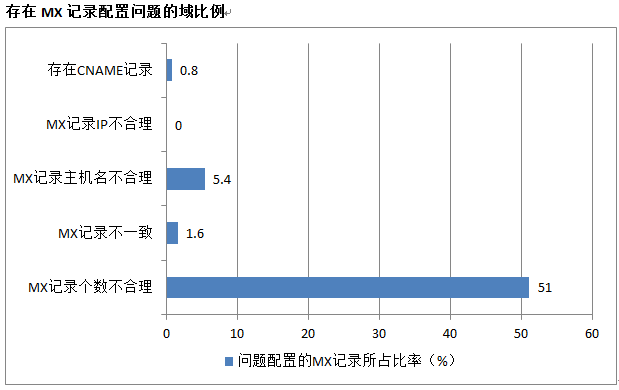 存在 MX 记录配置问题的域比例
存在CNAME记录 0.8
MX记录IP不合理 0
MX记录主机名不合理 5.4
MX记录不一致 1.6
MX记录个数不合理 51
0 10 20 30 40 50 60
问题配置的MX记录所占比率（%）